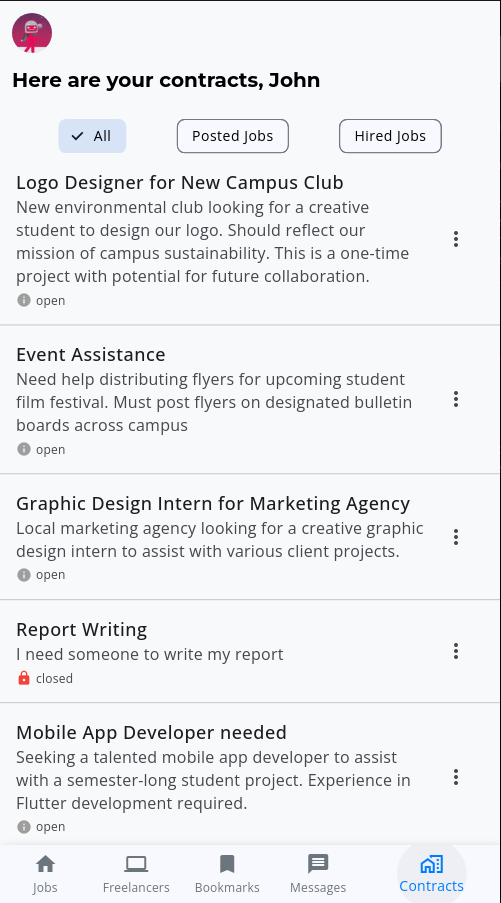 Here are your contracts, John
All
Posted Jobs
Hired Jobs
Logo Designer for New Campus Club
New environmental club looking for a creative
student to design our logo. Should reflect our
mission of campus sustainability. This is a one-time
project with potential for future collaboration.
open
Event Assistance
Need help distributing flyers for upcoming student
film festival. Must post flyers on designated bulletin
boards across campus
open
Graphic Design Intern for Marketing Agency
Local marketing agency looking for a creative graphic
design intern to assist with various client projects.
open
Report Writing
I need someone to write my report
closed
Mobile App Developer needed
Seeking a talented mobile app developer to assist
with a semester-long student project. Experience in
Flutter development required.
open
Jobs
Freelancers
Bookmarks
Messages
Contracts